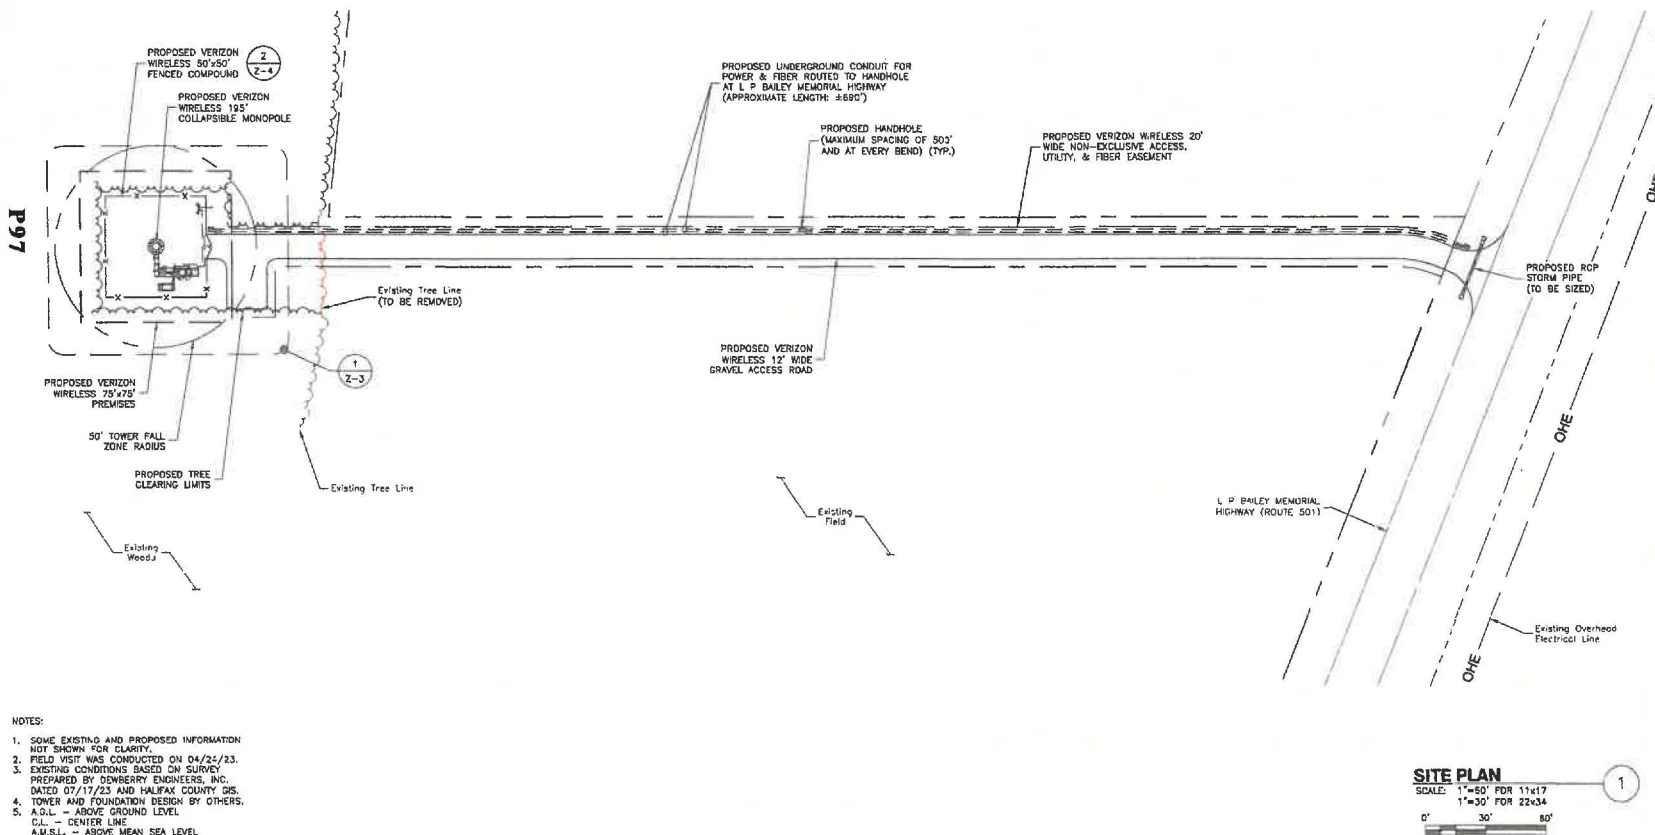 PROPOSED VERIZON
WIRELESS 50'x50'
FENCED COMPOUND
2
Z-4
PROPOSED VERIZON
WIRELESS 195'
COLLAPSIBLE MONOPOLE
PROPOSED UNDERGROUND CONDUIT FOR
POWER & FIBER ROUTED TO HANDHOLE
AT L P BAILEY MEMORIAL HIGHWAY
(APPROXIMATE LENGTH: ±680')
PROPOSED HANDHOLE
(MAXIMUM SPACING OF 500'
AND AT EVERY BEND) (TYP.)
PROPOSED VERIZON WIRELESS 20'
WIDE NON-EXCLUSIVE ACCESS,
UTILITY, & FIBER EASEMENT
OHE
OHE
P97
PROPOSED RCP
STORM PIPE
(TO BE SIZED)
Existing Tree Line
(TO BE REMOVED)
PROPOSED VERIZON
WIRELESS 12' WIDE
GRAVEL ACCESS ROAD
1
Z-3
PROPOSED VERIZON
WIRELESS 75'x75'
PREMISES
50' TOWER FALL
ZONE RADIUS
PROPOSED TREE
CLEARING LIMITS
Existing Tree Line
OHE
L P BAILEY MEMORIAL
HIGHWAY (ROUTE 501)
Existing
Field
Existing
Woods
Existing Overhead
Electrical Line
OHE
NOTES:
1. SOME EXISTING AND PROPOSED INFORMATION
NOT SHOWN FOR CLARITY.
2. FIELD VISIT WAS CONDUCTED ON 04/24/23.
3. EXISTING CONDITIONS BASED ON SURVEY
PREPARED BY DEWBERRY ENGINEERS, INC.
DATED 07/17/23 AND HALIFAX COUNTY GIS.
4. TOWER AND FOUNDATION DESIGN BY OTHERS.
5. A.G.L. - ABOVE GROUND LEVEL
C.L. - CENTER LINE
A.M.S.L. - ABOVE MEAN SEA LEVEL
SITE PLAN
1
SCALE: 1"=60' FOR 11x17
1"=30' FOR 22x34
0' 30' 60'